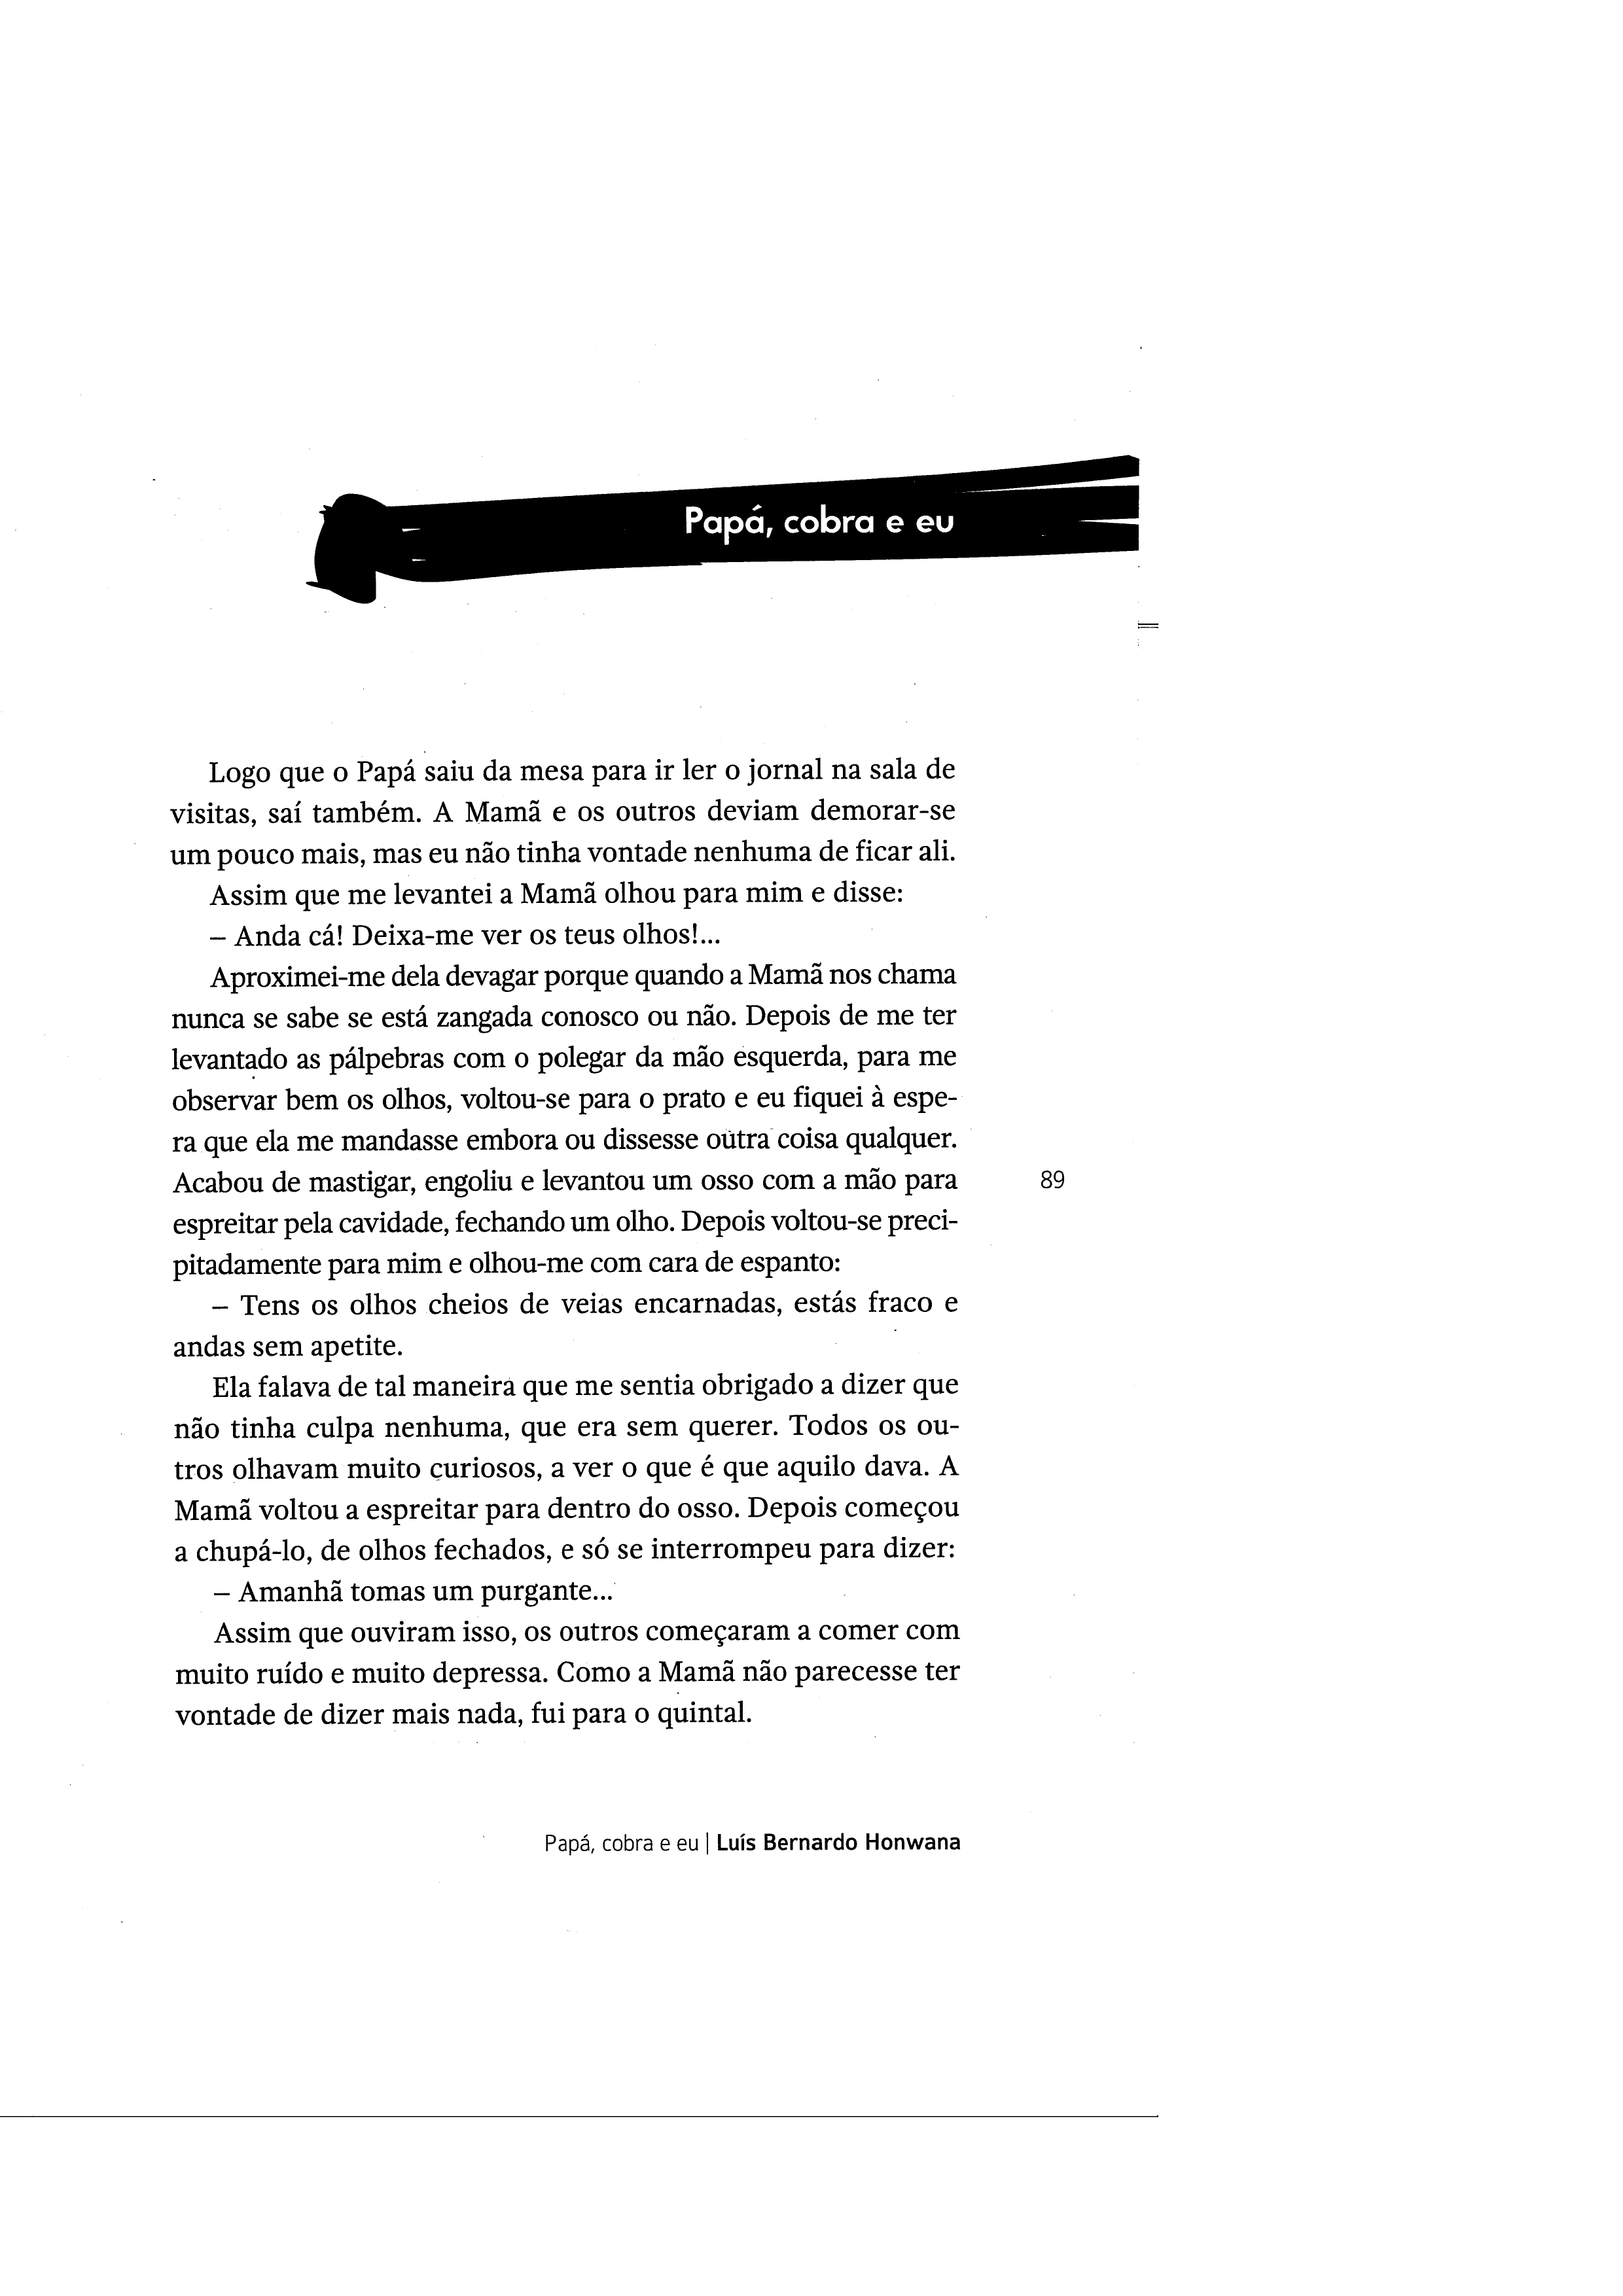 Papá, cobra e eu
Logo que o Papá saiu da mesa para ir ler o jornal na sala de
visitas, saí também. A Mamã e os outros deviam demorar-se
um pouco mais, mas eu não tinha vontade nenhuma de ficar ali.
Assim que me levantei a Mamã olhou para mim e disse:
– Anda cá! Deixa-me ver os teus olhos!...
Aproximei-me dela devagar porque quando a Mamã nos chama
nunca se sabe se está zangada conosco ou não. Depois de me ter
levantado as pálpebras com o polegar da mão esquerda, para me
observar bem os olhos, voltou-se para o prato e eu fiquei à espe-
ra que ela me mandasse embora ou dissesse outra coisa qualquer.
Acabou de mastigar, engoliu e levantou um osso com a mão para
espreitar pela cavidade, fechando um olho. Depois voltou-se preci-
pitadamente para mim e olhou-me com cara de espanto:
– Tens os olhos cheios de veias encarnadas, estás fraco e
andas sem apetite.
Ela falava de tal maneira que me sentia obrigado a dizer que
não tinha culpa nenhuma, que era sem querer. Todos os ou-
tros olhavam muito curiosos, a ver o que é que aquilo dava. A
Mamã voltou a espreitar para dentro do osso. Depois começou
a chupá-lo, de olhos fechados, e só se interrompeu para dizer:
– Amanhã tomas um purgante...
Assim que ouviram isso, os outros começaram a comer com
muito ruído e muito depressa. Como a Mamã não parecesse ter
vontade de dizer mais nada, fui para o quintal.
89
Papá, cobra e eu | Luís Bernardo Honwana